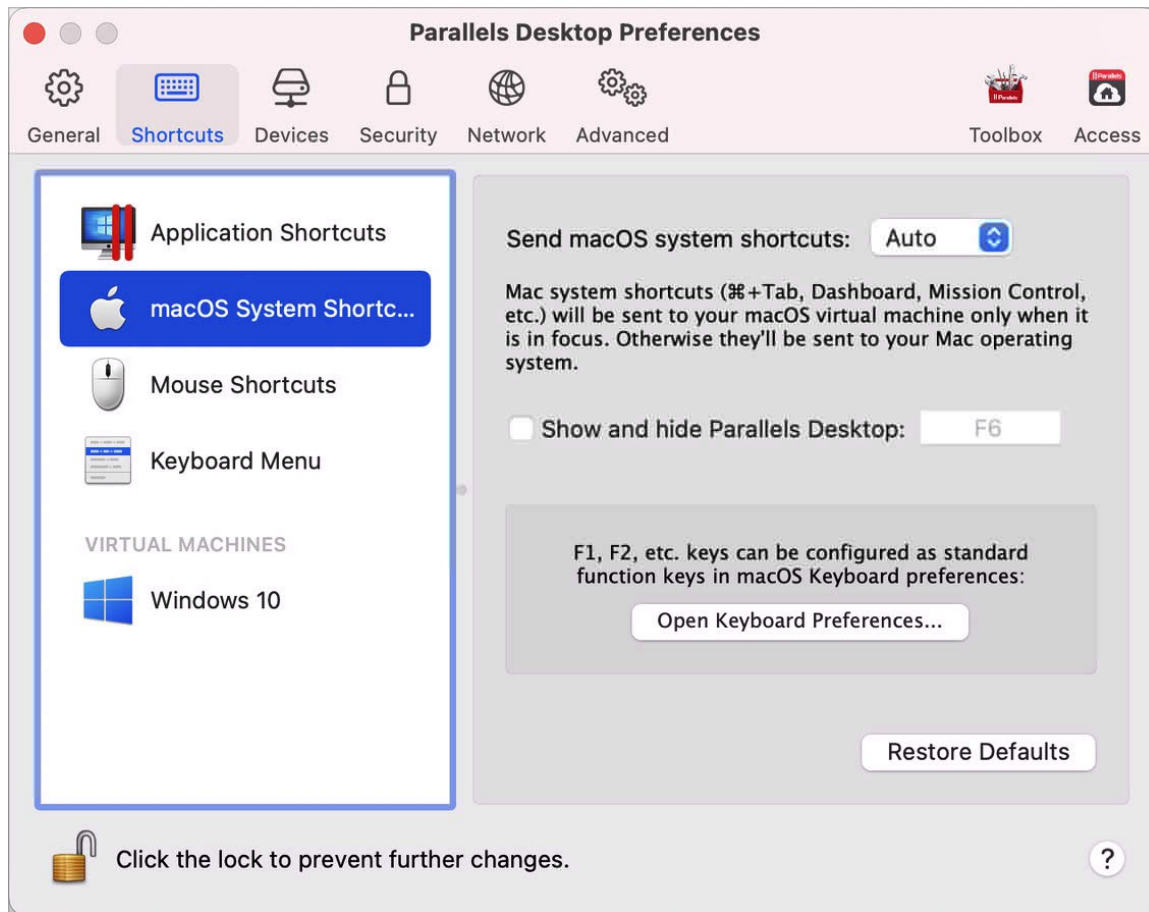 Parallels Desktop Preferences
General Shortcuts Devices Security Network Advanced Toolbox Access
Application Shortcuts
macOS System Shortc...
Mouse Shortcuts
Keyboard Menu
VIRTUAL MACHINES
Windows 10
Send macOS system shortcuts: Auto
Mac system shortcuts (⌘+Tab, Dashboard, Mission Control,
etc.) will be sent to your macOS virtual machine only when it
is in focus. Otherwise they'll be sent to your Mac operating
system.
Show and hide Parallels Desktop: F6
F1, F2, etc. keys can be configured as standard
function keys in macOS Keyboard preferences:
Open Keyboard Preferences...
Restore Defaults
Click the lock to prevent further changes.
?